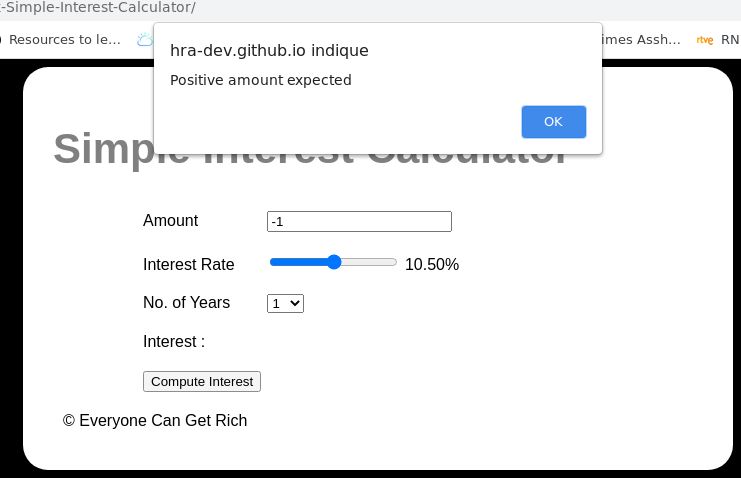 -Simple-Interest-Calculator/
Resources to le...
imes Assh...
rtve RN
hra-dev.github.io indique
Positive amount expected
OK
Simple Interest Calculator
Amount -1
Interest Rate 10.50%
No. of Years 1
Interest :
Compute Interest
© Everyone Can Get Rich